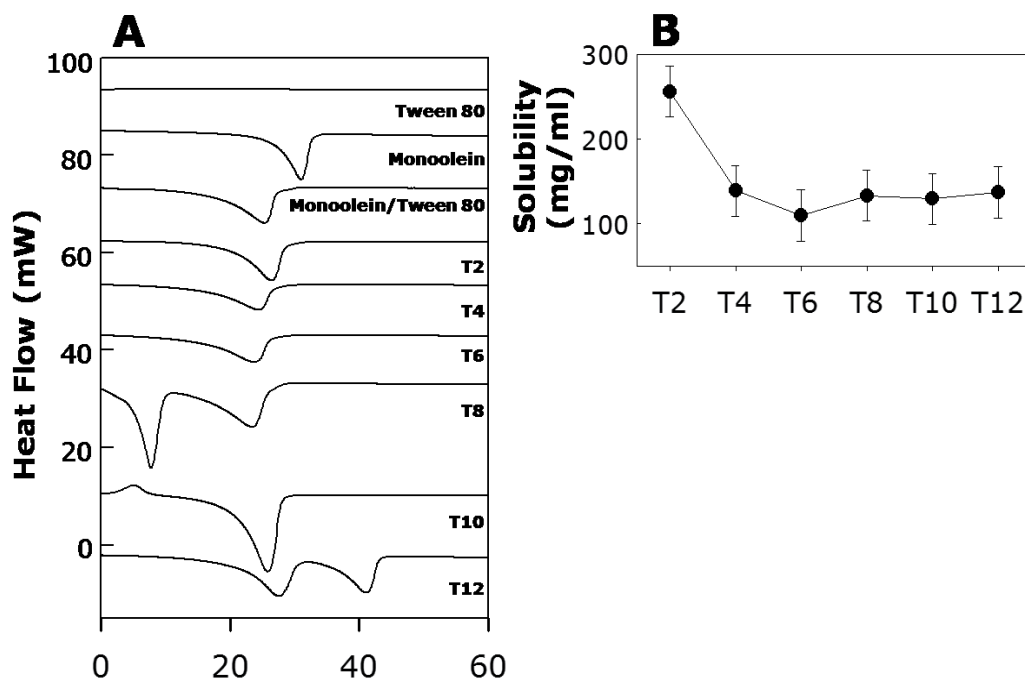 A
100
80
60
40
20
0
Heat Flow (mW)
Tween 80
Monoolein
Monoolein/Tween 80
T2
T4
T6
T8
T10
T12
0 20 40 60
B
300
200
100
Solubility
(mg/ml)
T2 T4 T6 T8 T10 T12